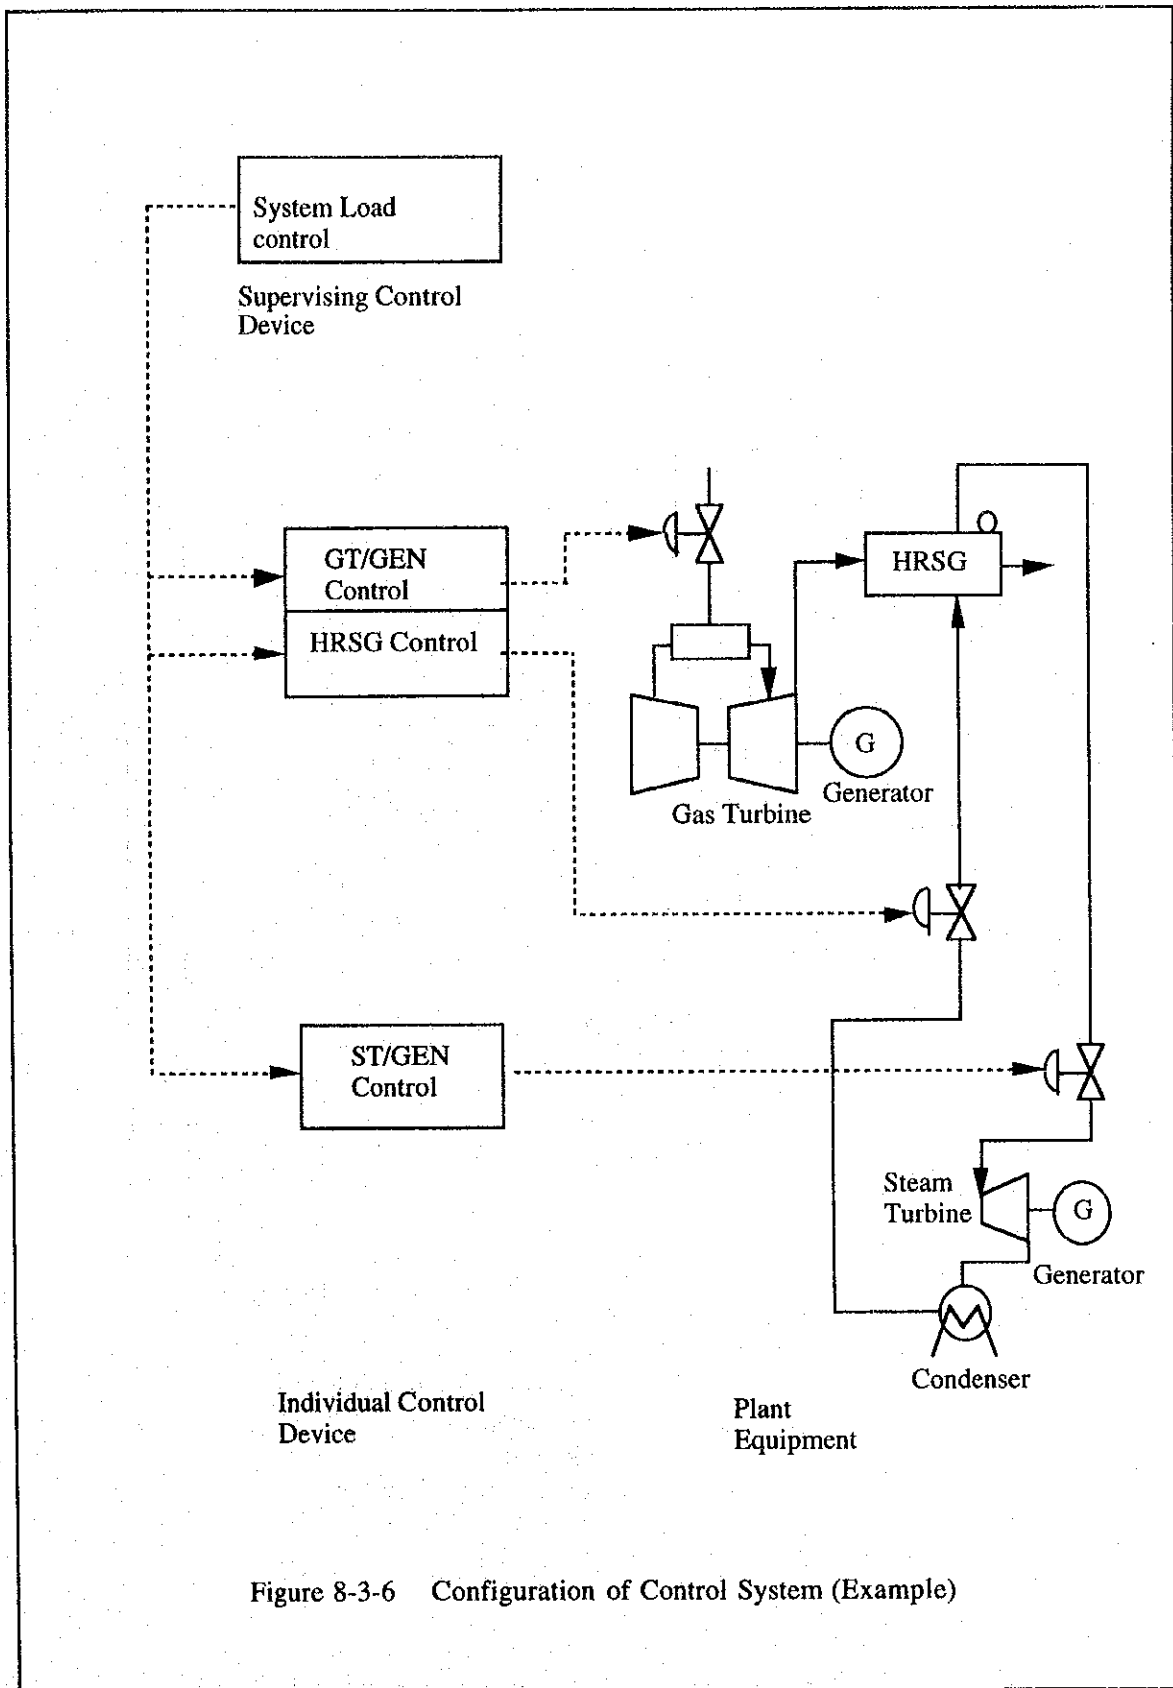 System Load
control
Supervising Control
Device
GT/GEN
Control
HRSG Control
HRSG
G
Generator
Gas Turbine
ST/GEN
Control
Steam
Turbine
G
Generator
Condenser
Individual Control
Device
Plant
Equipment
Figure 8-3-6 Configuration of Control System (Example)